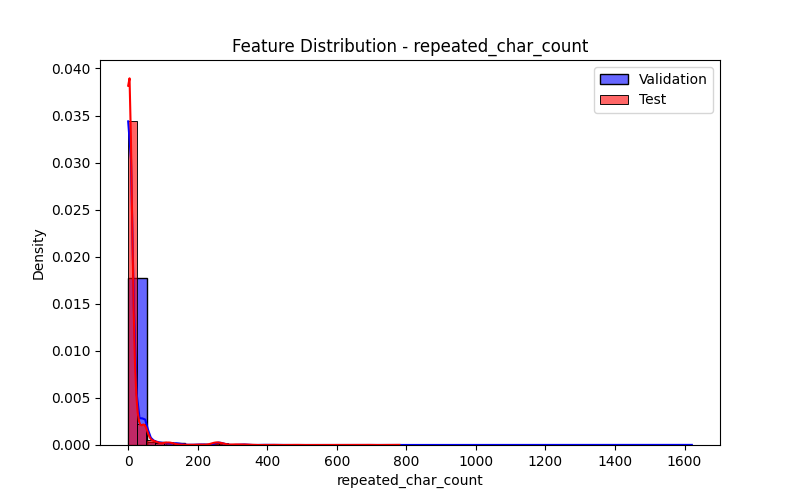 Feature Distribution - repeated_char_count
Validation
Test
0.040
0.035
0.030
0.025
0.020
0.015
0.010
0.005
0.000
Density
0 200 400 600 800 1000 1200 1400 1600
repeated_char_count